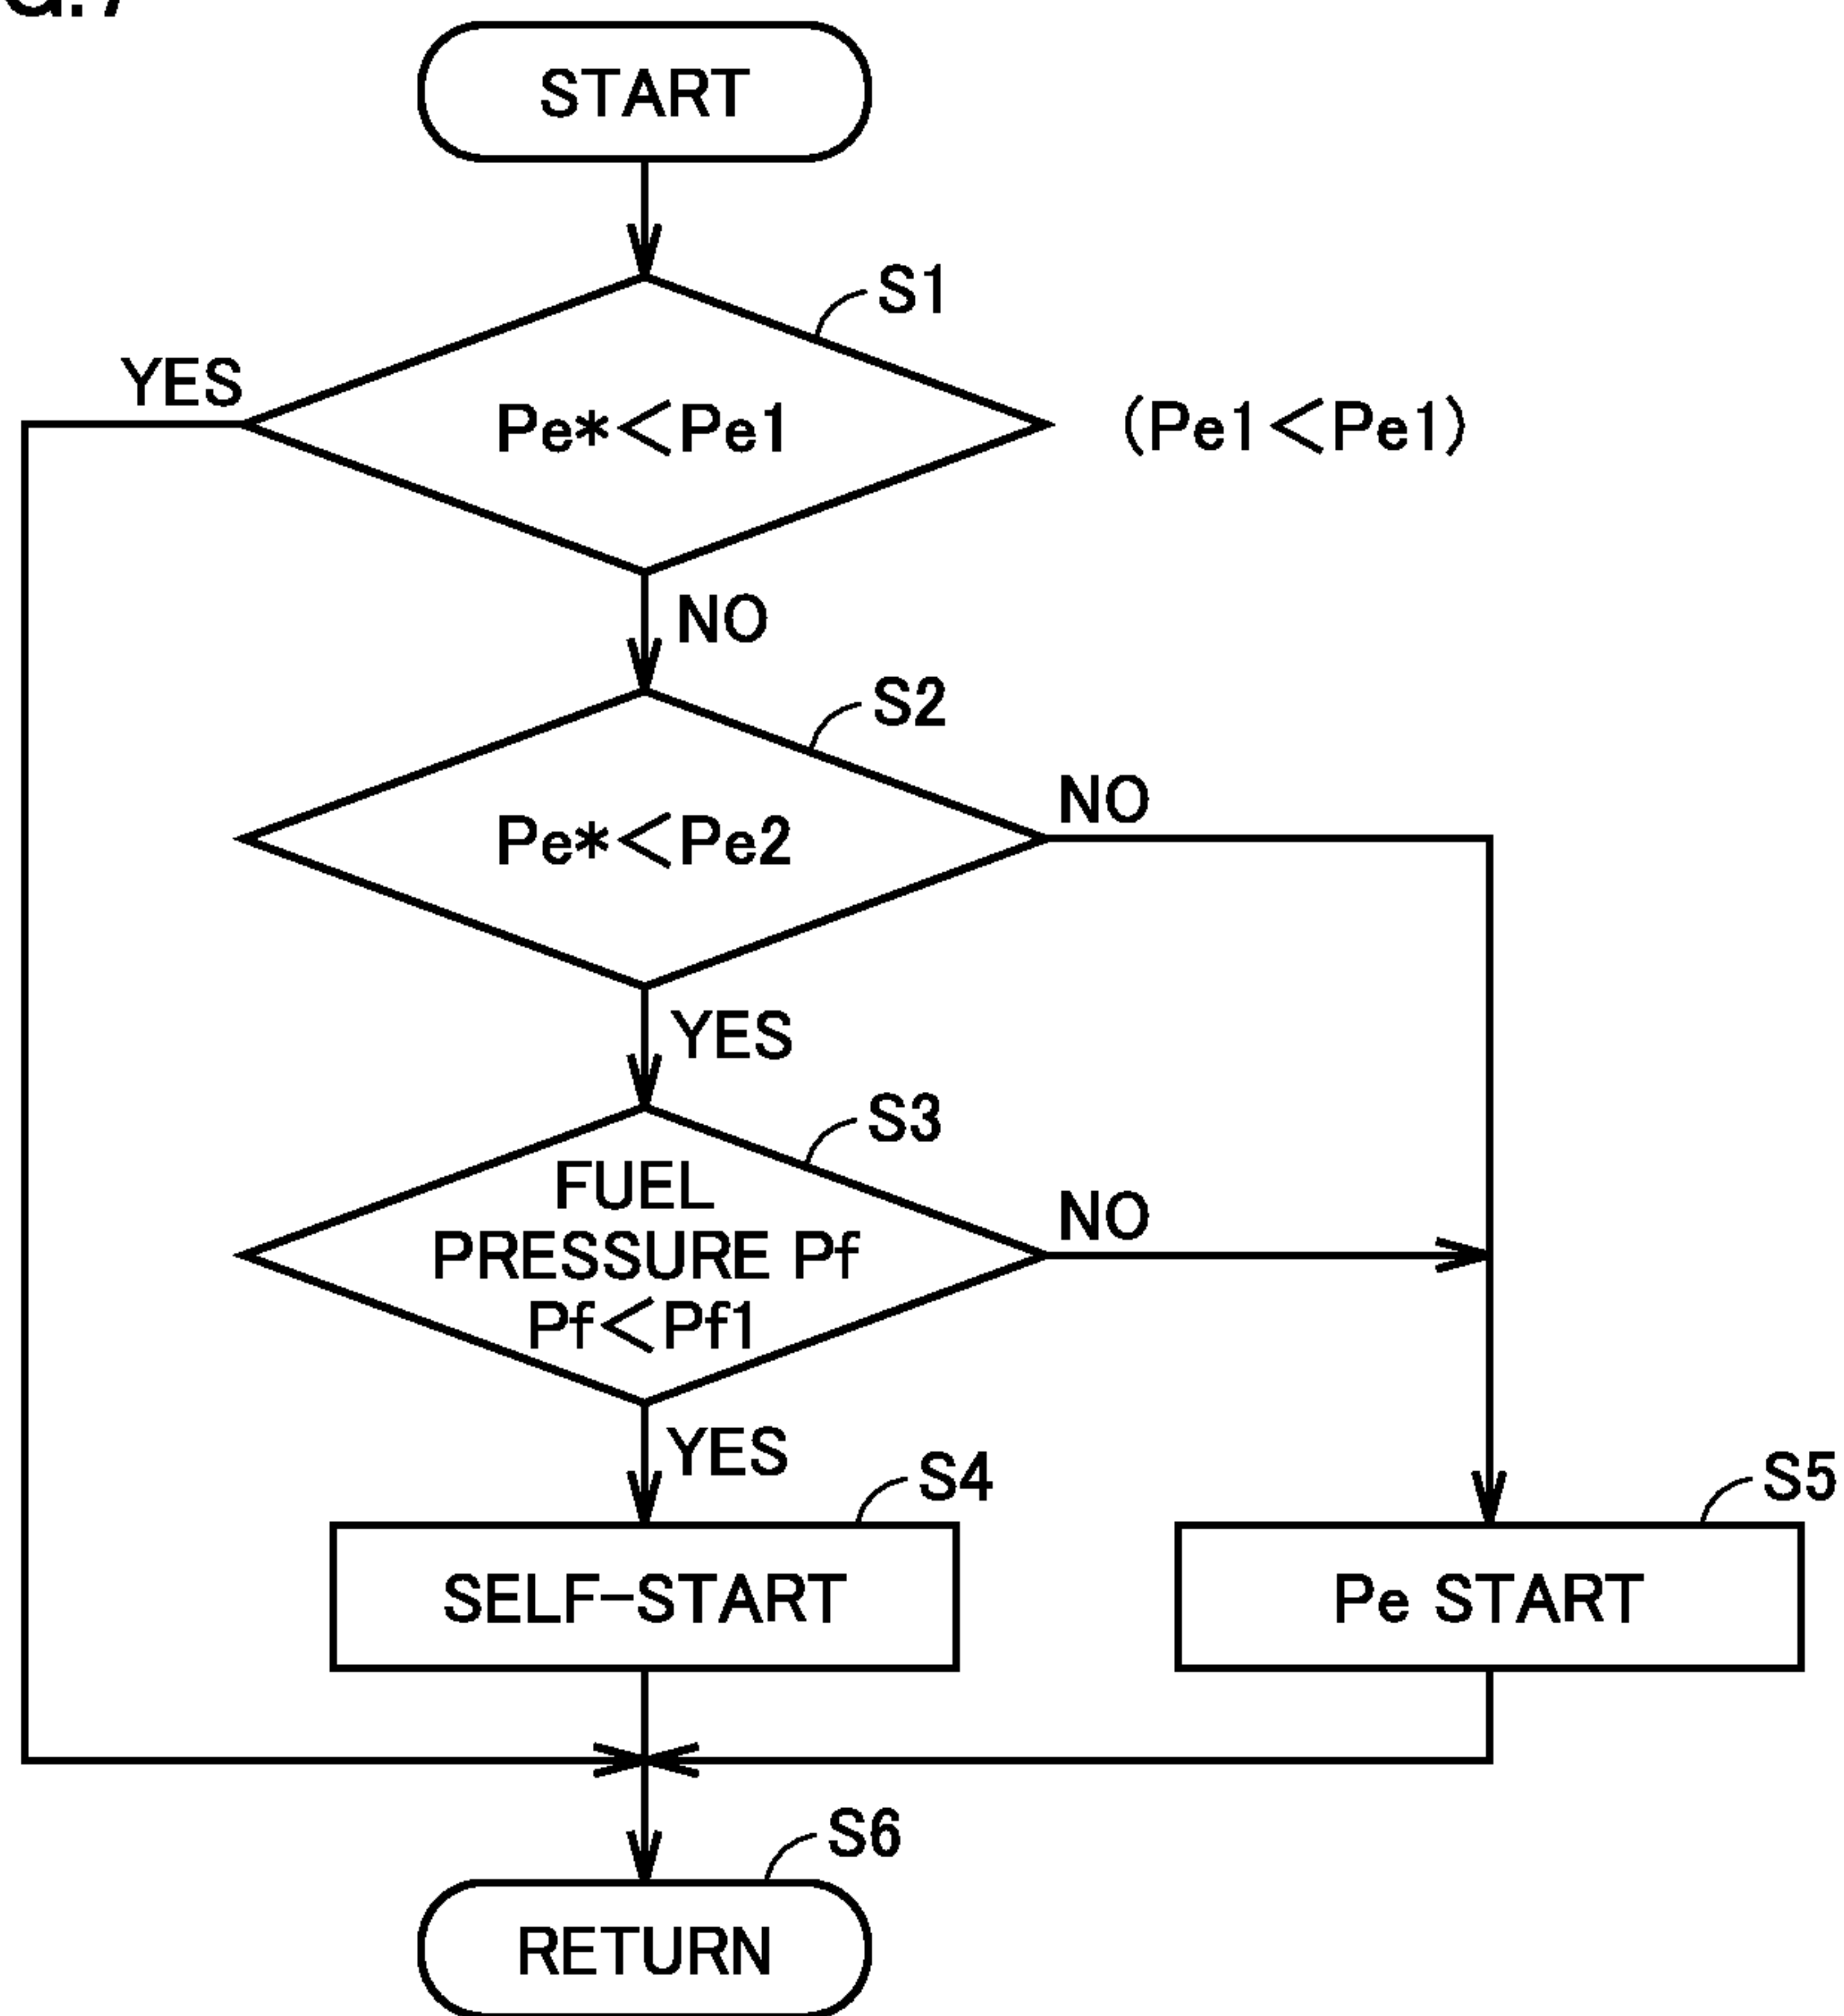 START
S1
YES
Pe*<Pe1
(Pe1<Pe1)
NO
S2
NO
Pe*<Pe2
YES
S3
FUEL
PRESSURE Pf
Pf<Pf1
NO
YES
S4
S5
SELF-START
Pe START
S6
RETURN